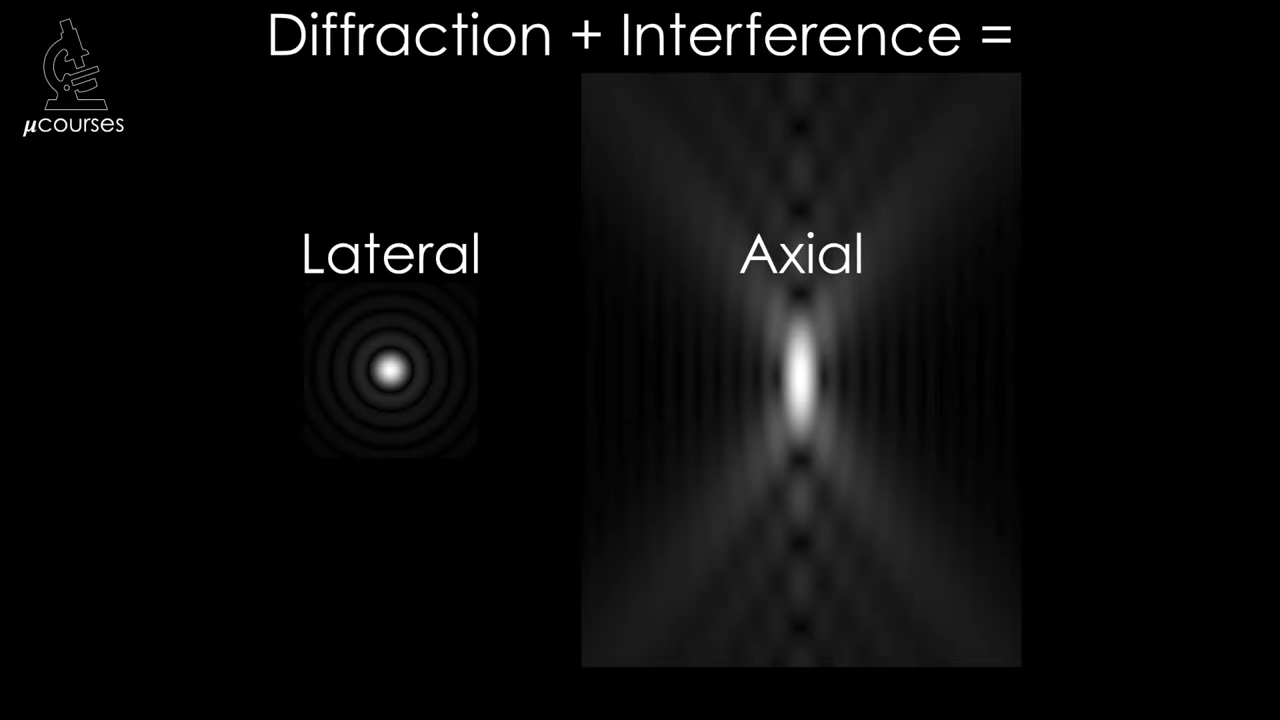 Diffraction + Interference =
µcourses
Lateral
Axial